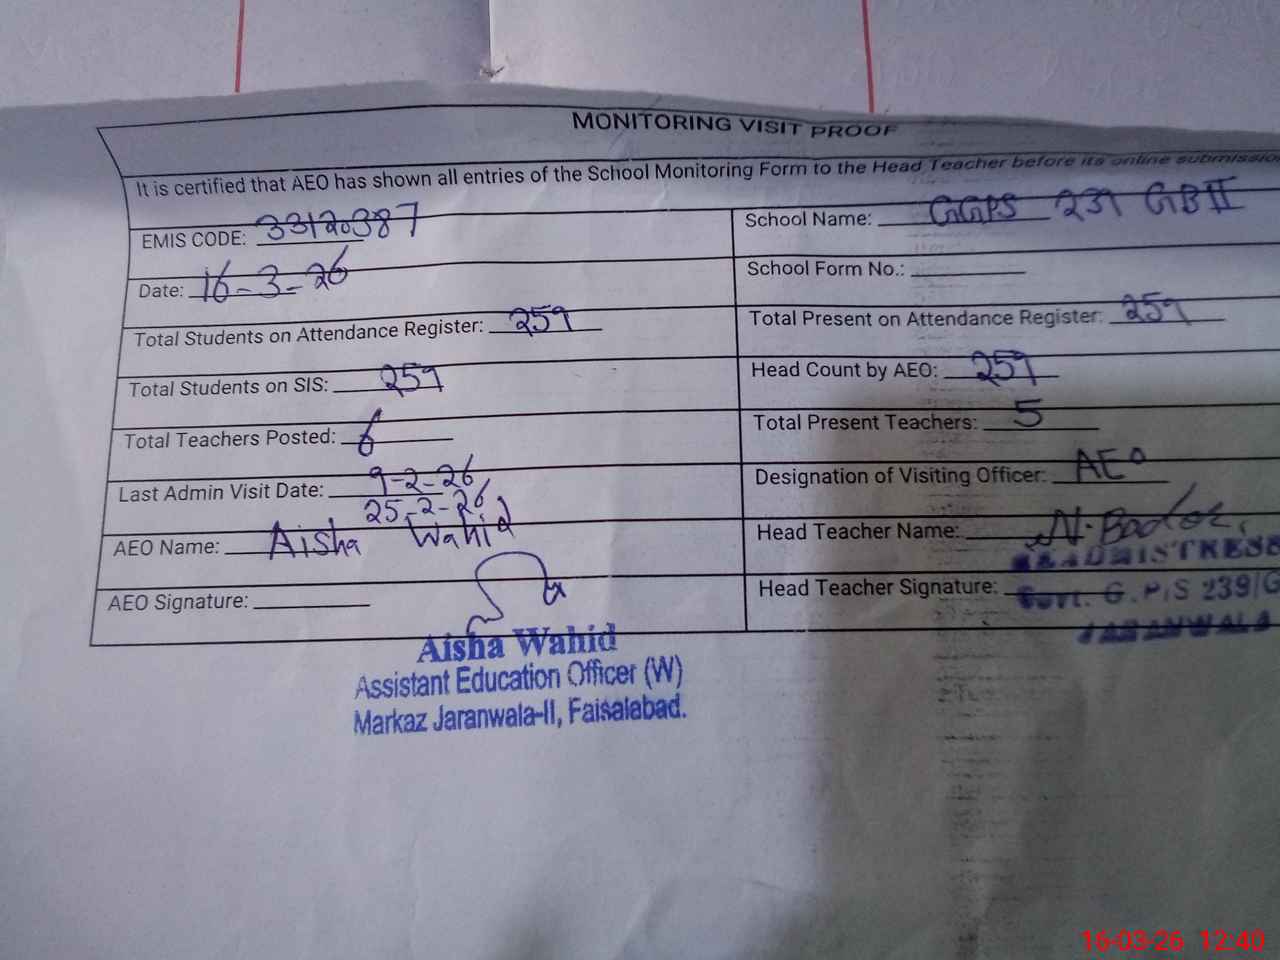 MONITORING VISIT PROOF
It is certified that AEO has shown all entries of the School Monitoring Form to the Head Teacher before its online submissio
EMIS CODE: 33120387
School Name: GGPS 239 GB II
Date: 16-3-26
School Form No.:
Total Students on Attendance Register: 259
Total Present on Attendance Register: 259
Total Students on SIS: 259
Head Count by AEO: 259
Total Teachers Posted: 6
Total Present Teachers: 5
Last Admin Visit Date: 9-2-26
25-2-26
Designation of Visiting Officer: AEO
AEO Name: Aisha Wahid
Head Teacher Name: N.
AEO Signature:
Head Teacher Signature:
Govt. G.P/S 239/G
JARANWALA
Aisha Wahid
Assistant Education Officer (W)
Markaz Jaranwala-II, Faisalabad.
16-03-26 12:40